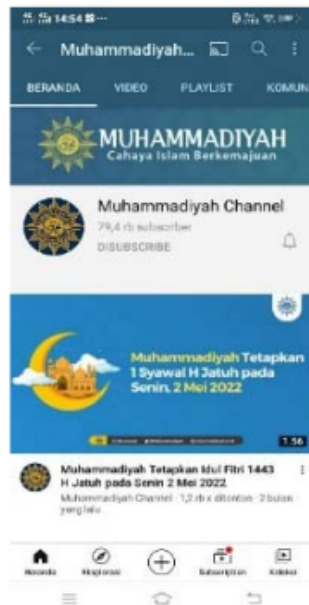 14:54
Muhammadiyah...
BERANDA VIDEO PLAYLIST KOMUN
MUHAMMADIYAH
Cahaya Islam Berkemajuan
Muhammadiyah Channel
79,4 rb subscriber
DISUBSCRIBE
Muhammadiyah Tetapkan
1 Syawal H Jatuh pada
Senin, 2 Mei 2022
1.56
Muhammadiyah Tetapkan Idul Fitri 1443
H Jatuh pada Senin 2 Mei 2022
Muhammadiyah Channel · 1,2 rb x ditonton · 2 bulan
yang lalu
Beranda Eksplorasi Subscription Koleksi